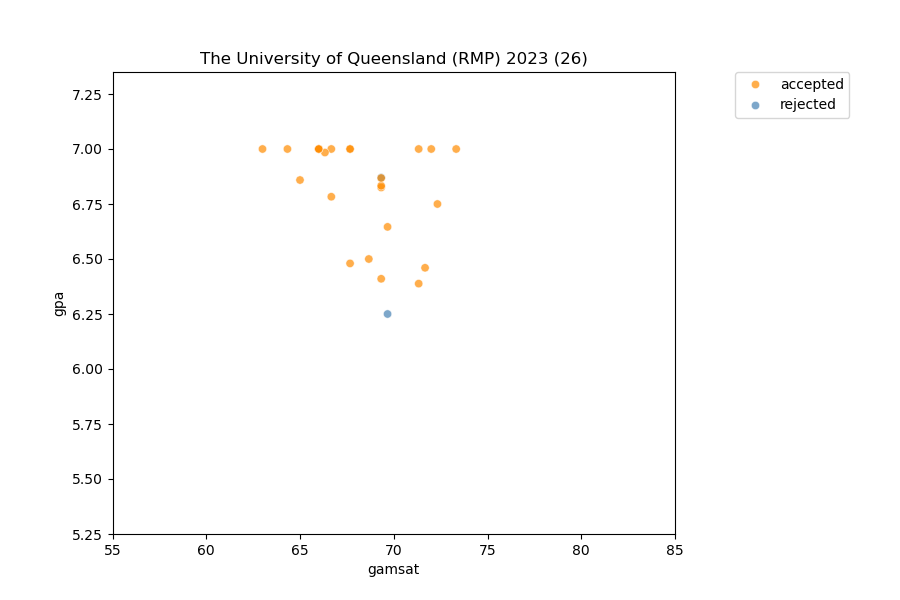 The University of Queensland (RMP) 2023 (26)
accepted
rejected
7.25
7.00
6.75
6.50
6.25
6.00
5.75
5.50
5.25
gpa
55 60 65 70 75 80 85
gamsat